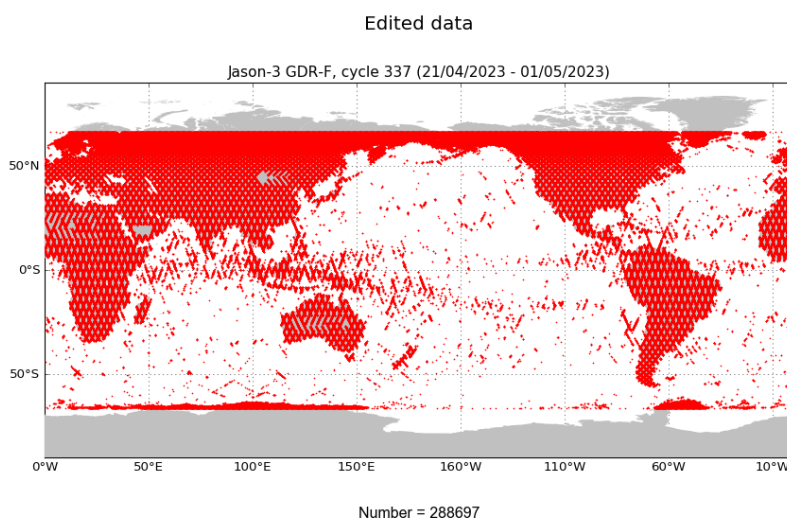 Edited data
Jason-3 GDR-F, cycle 337 (21/04/2023 - 01/05/2023)
50°N
0°S
50°S
0°W 50°E 100°E 150°E 160°W 110°W 60°W 10°W
Number = 288697